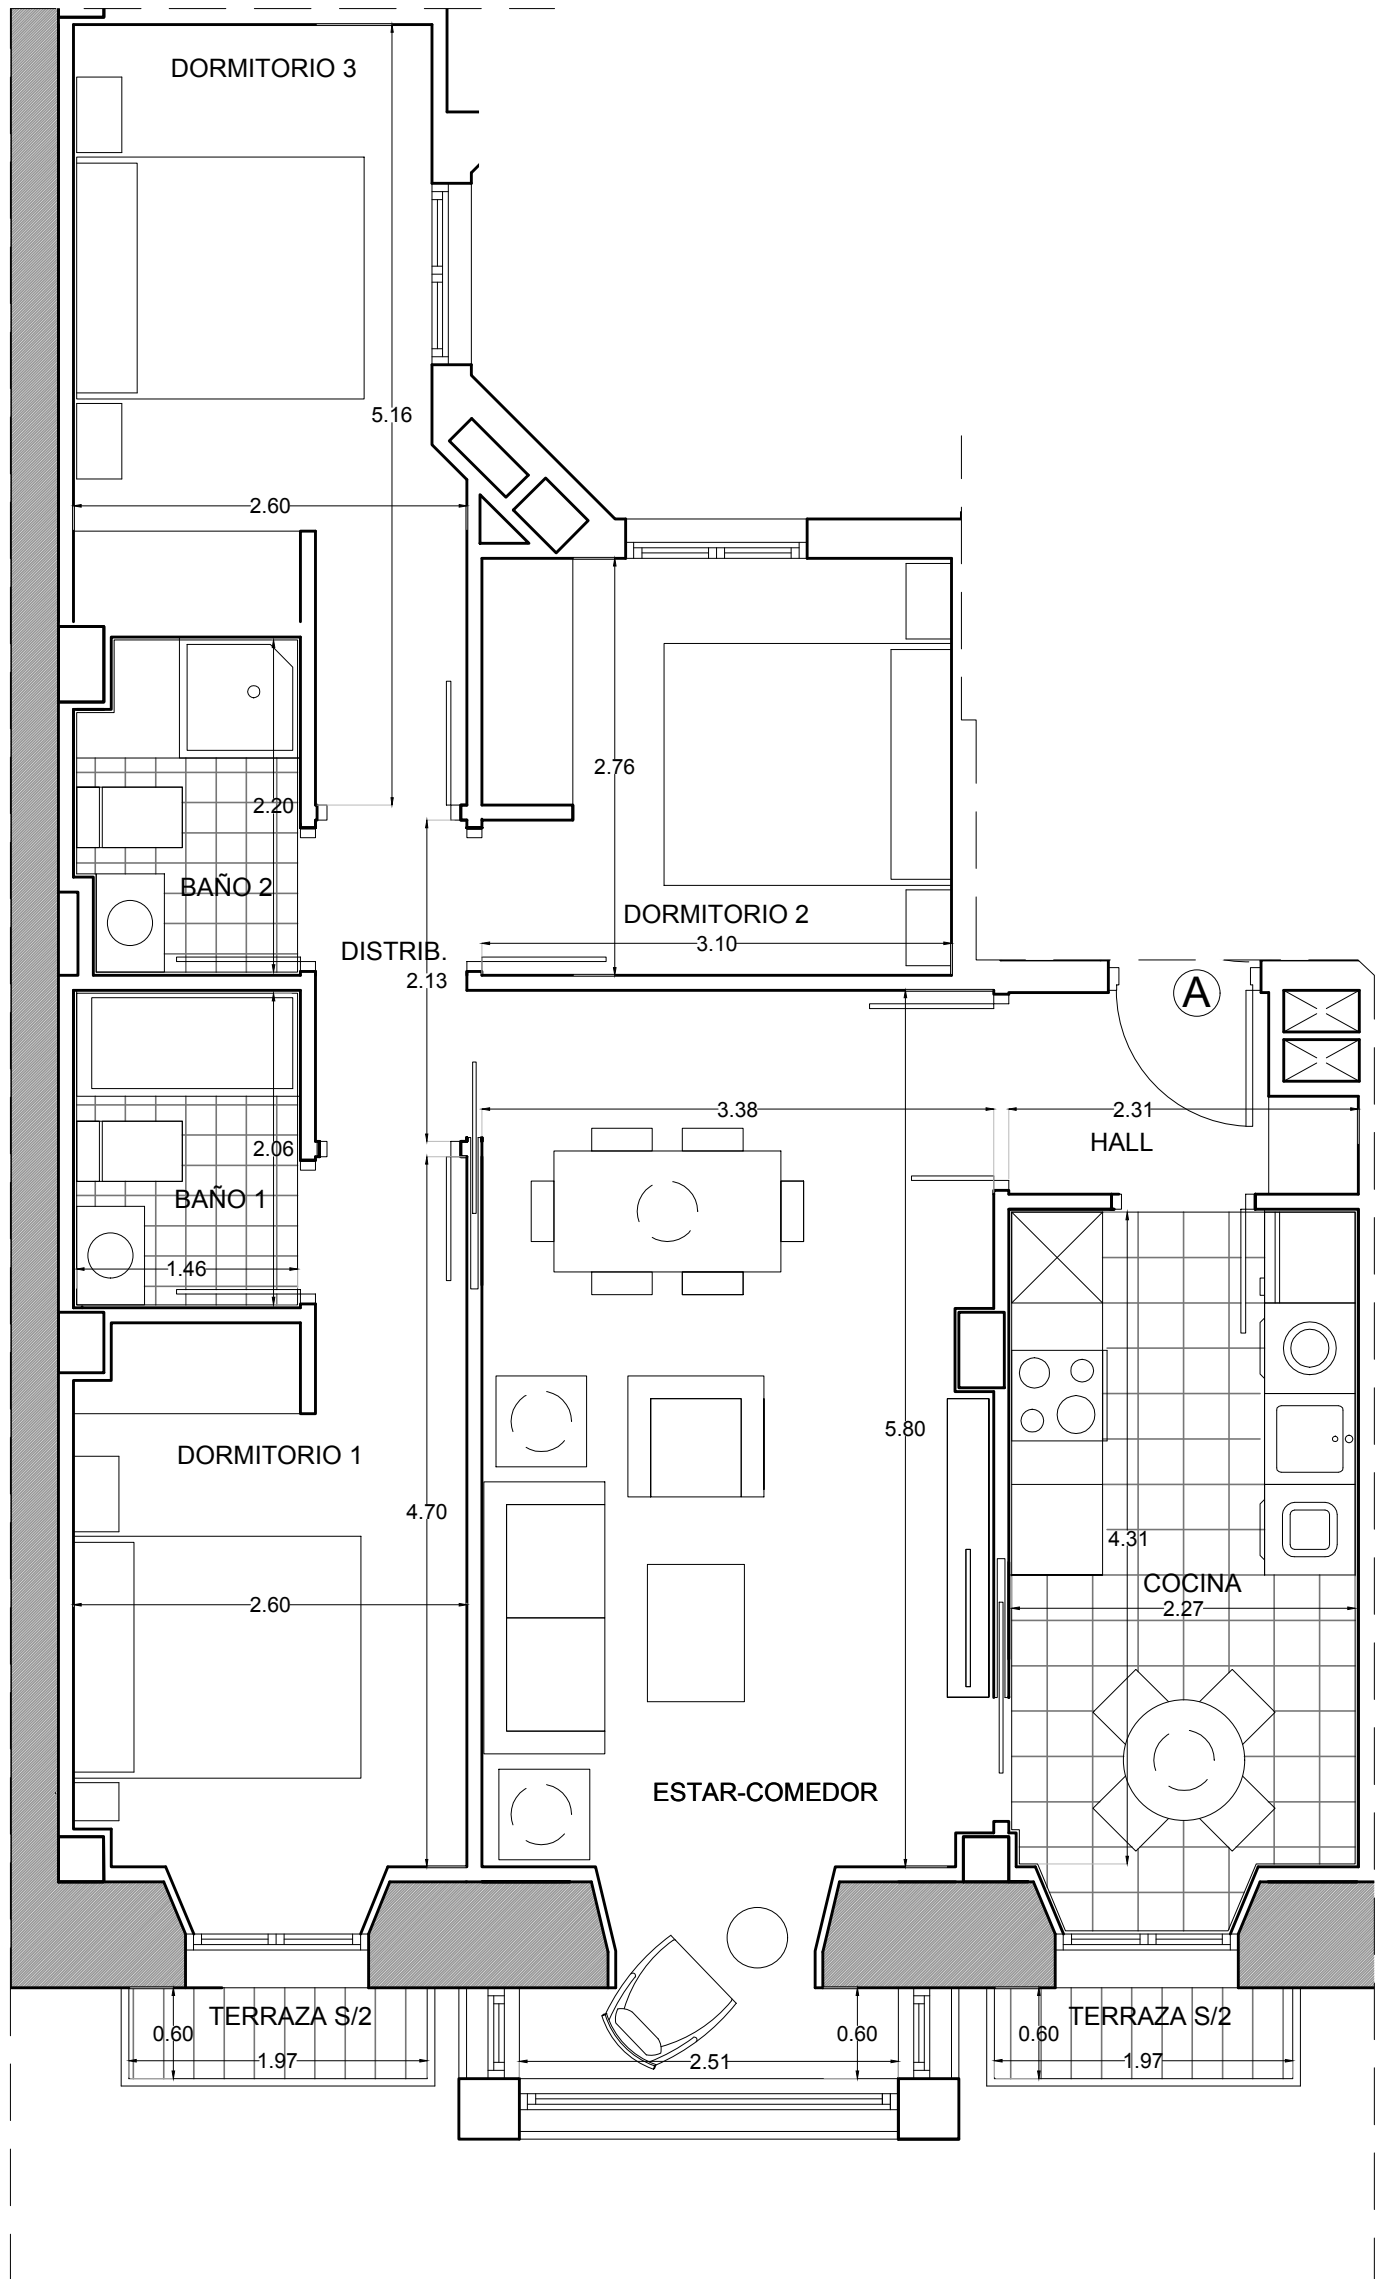 DORMITORIO 3
5.16
2.60
2.76
2.20
BAÑO 2
DORMITORIO 2
3.10
DISTRIB.
2.13
A
3.38
2.31
HALL
2.06
BAÑO 1
1.46
5.80
DORMITORIO 1
4.70
4.31
COCINA
2.27
2.60
ESTAR-COMEDOR
TERRAZA S/2
0.60
1.97
0.60
2.51
TERRAZA S/2
0.60
1.97